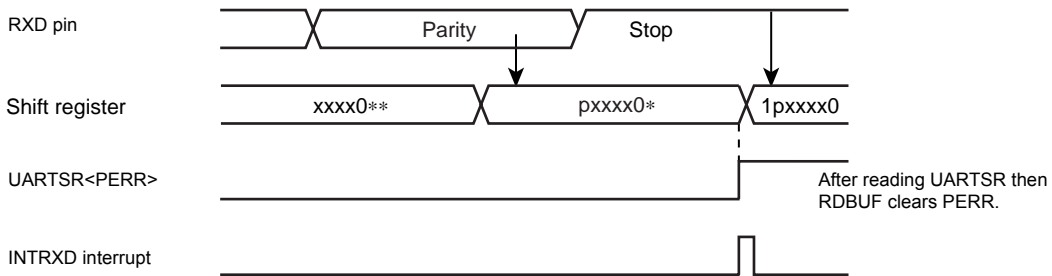 RXD pin
Parity
Stop
Shift register
xxxx0**
pxxxx0*
1pxxxx0
UARTSR<PERR>
After reading UARTSR then
RDBUF clears PERR.
INTRXD interrupt